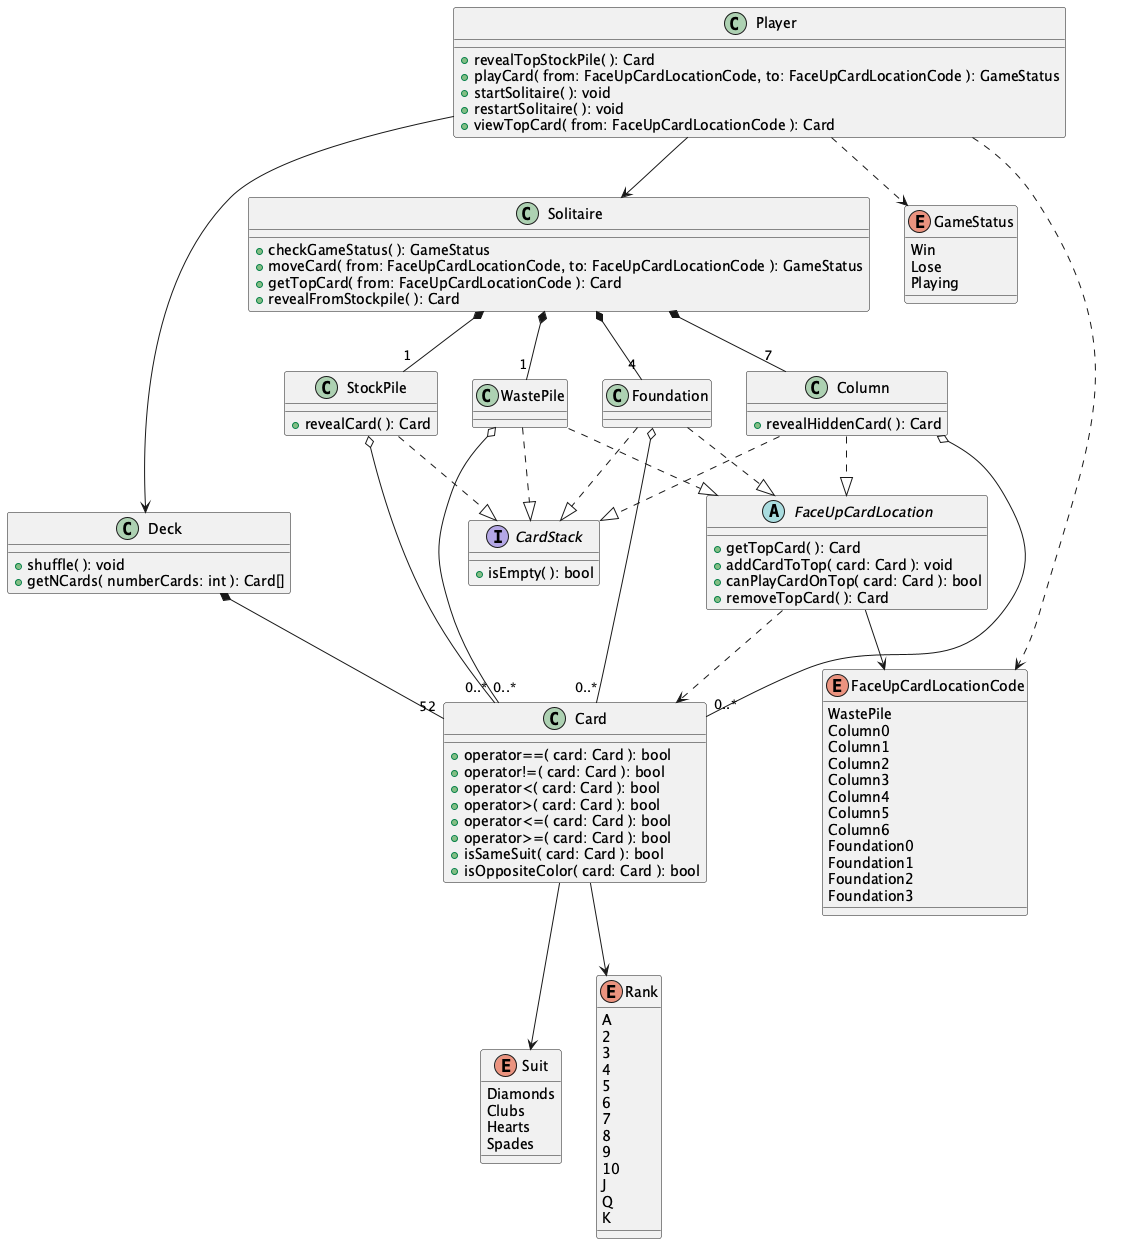 C Player
revealTopStockPile( ): Card
playCard( from: FaceUpCardLocationCode, to: FaceUpCardLocationCode ): GameStatus
startSolitaire( ): void
restartSolitaire( ): void
viewTopCard( from: FaceUpCardLocationCode ): Card
C Solitaire
checkGameStatus( ): GameStatus
moveCard( from: FaceUpCardLocationCode, to: FaceUpCardLocationCode ): GameStatus
getTopCard( from: FaceUpCardLocationCode ): Card
revealFromStockpile( ): Card
E GameStatus
Win
Lose
Playing
1
1
4
7
C StockPile
revealCard( ): Card
C WastePile
C Foundation
C Column
revealHiddenCard( ): Card
C Deck
shuffle( ): void
getNCards( numberCards: int ): Card[]
I CardStack
isEmpty( ): bool
A FaceUpCardLocation
getTopCard( ): Card
addCardToTop( card: Card ): void
canPlayCardOnTop( card: Card ): bool
removeTopCard( ): Card
52
0..*
0..*
0..*
0..*
C Card
operator==( card: Card ): bool
operator!=( card: Card ): bool
operator<( card: Card ): bool
operator>( card: Card ): bool
operator<=( card: Card ): bool
operator>=( card: Card ): bool
isSameSuit( card: Card ): bool
isOppositeColor( card: Card ): bool
E FaceUpCardLocationCode
WastePile
Column0
Column1
Column2
Column3
Column4
Column5
Column6
Foundation0
Foundation1
Foundation2
Foundation3
E Suit
Diamonds
Clubs
Hearts
Spades
E Rank
A
2
3
4
5
6
7
8
9
10
J
Q
K